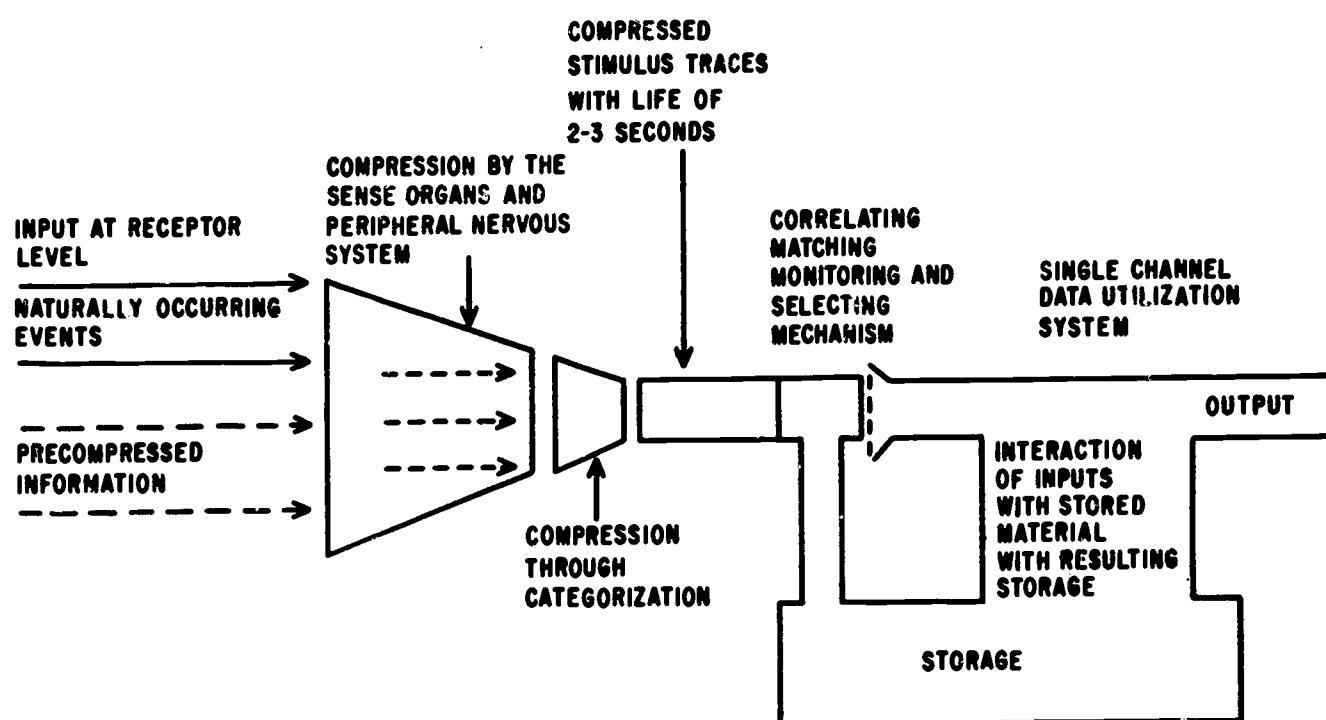 COMPRESSED
STIMULUS TRACES
WITH LIFE OF
2-3 SECONDS
COMPRESSION BY THE
SENSE ORGANS AND
PERIPHERAL NERVOUS
SYSTEM
INPUT AT RECEPTOR
LEVEL
NATURALLY OCCURRING
EVENTS
PRECOMPRESSED
INFORMATION
COMPRESSION
THROUGH
CATEGORIZATION
CORRELATING
MATCHING
MONITORING AND
SELECTING
MECHANISM
SINGLE CHANNEL
DATA UTILIZATION
SYSTEM
OUTPUT
INTERACTION
OF INPUTS
WITH STORED
MATERIAL
WITH RESULTING
STORAGE
STORAGE